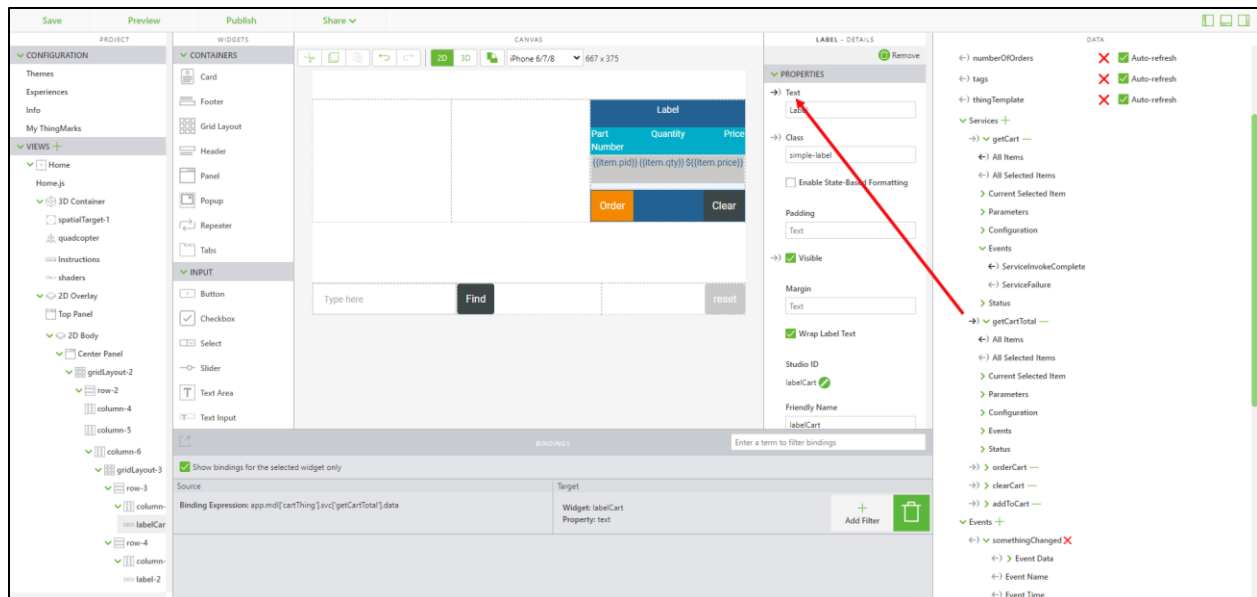 Save
Preview
Publish
Share
PROJECT
CONFIGURATION
Themes
Experiences
Info
My ThingMarks
VIEWS
Home
Home.js
3D Container
spatialTarget-1
quadcopter
Instructions
shaders
2D Overlay
Top Panel
2D Body
Center Panel
gridLayout-2
row-2
column-4
column-5
column-6
gridLayout-3
row-3
column-
labelCar
row-4
column-
label-2
WIDGETS
CONTAINERS
Card
Footer
Grid Layout
Header
Panel
Popup
Repeater
Tabs
INPUT
Button
Checkbox
Select
Slider
Text Area
Text Input
CANVAS
2D
3D
iPhone 6/7/8
667 x 375
Label
Part Number
Quantity
Price
{{item.pid}} {{item.qty}} ${{item.price}}
Order
Clear
Type here
Find
reset
LABEL - DETAILS
Remove
PROPERTIES
Text
Label
Class
simple-label
Enable State-Based Formatting
Padding
Text
Visible
Margin
Text
Wrap Label Text
Studio ID
labelCart
Friendly Name
labelCart
BINDINGS
Enter a term to filter bindings
Show bindings for the selected widget only
Source
Target
Binding Expression: app.mdl['cartThing'].svc['getCartTotal'].data
Widget: labelCart
Property: text
Add Filter
DATA
numberOfOrders
Auto-refresh
tags
Auto-refresh
thingTemplate
Auto-refresh
Services
getCart
All Items
All Selected Items
Current Selected Item
Parameters
Configuration
Events
ServiceInvokeComplete
ServiceFailure
Status
getCartTotal
All Items
All Selected Items
Current Selected Item
Parameters
Configuration
Events
Status
orderCart
clearCart
addToCart
Events
somethingChanged
Event Data
Event Name
Event Time